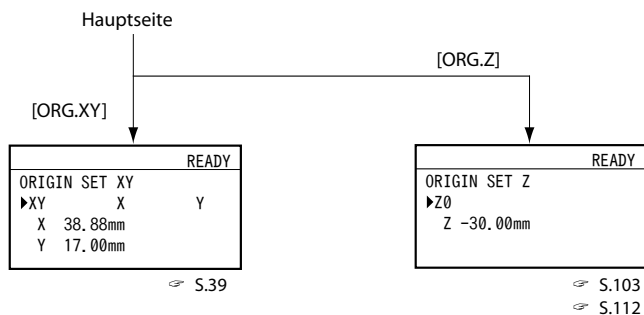 Hauptseite
[ORG.Z]
[ORG.XY]
READY
ORIGIN SET XY
▶XY X Y
X 38.88mm
Y 17.00mm
☞ S.39
READY
ORIGIN SET Z
▶Z0
Z -30.00mm
☞ S.103
☞ S.112